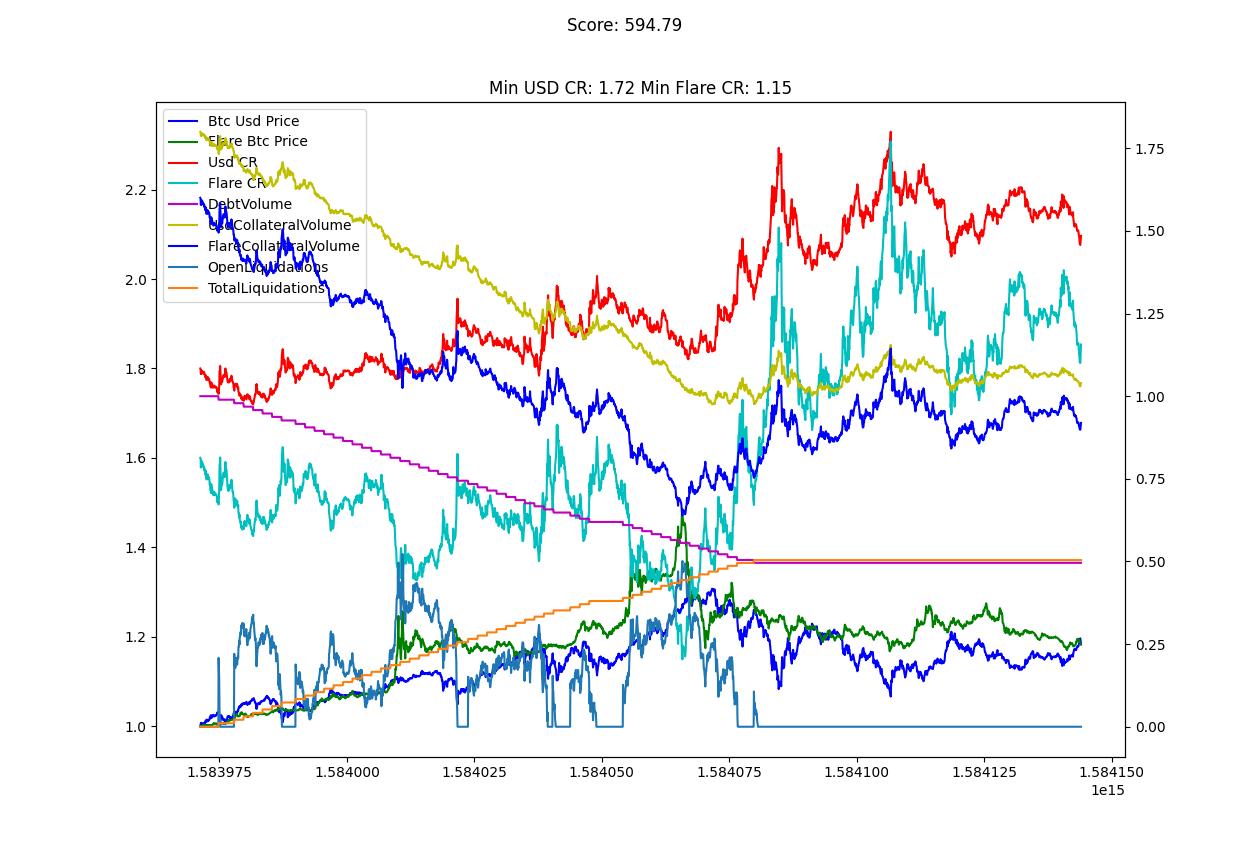 Score: 594.79
Min USD CR: 1.72 Min Flare CR: 1.15
Btc Usd Price
Flare Btc Price
Usd CR
Flare CR
DebtVolume
UsdCollateralVolume
FlareCollateralVolume
OpenLiquidations
TotalLiquidations
2.2
2.0
1.8
1.6
1.4
1.2
1.0
1.75
1.50
1.25
1.00
0.75
0.50
0.25
0.00
1.583975 1.584000 1.584025 1.584050 1.584075 1.584100 1.584125 1.584150
1e15